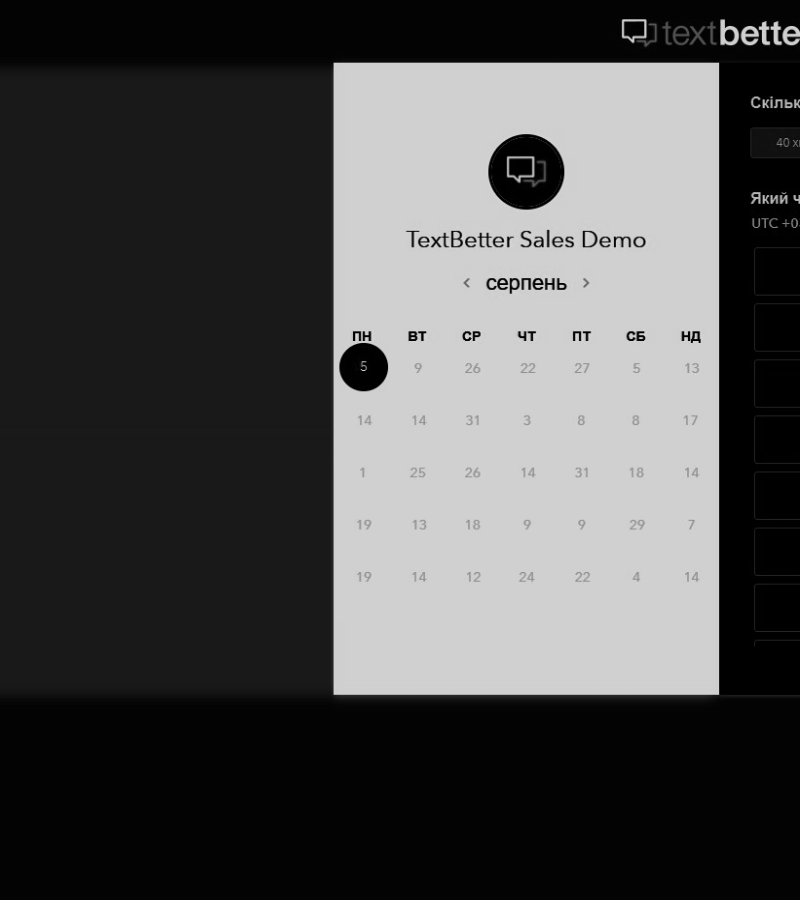 textbette
TextBetter Sales Demo
‹ серпень ›
ПН ВТ СР ЧТ ПТ СБ НД
5 9 26 22 27 5 13
14 14 31 3 8 8 17
1 25 26 14 31 18 14
19 13 18 9 9 29 7
19 14 12 24 22 4 14
Скільк
40 хв
Який ч
UTC +0